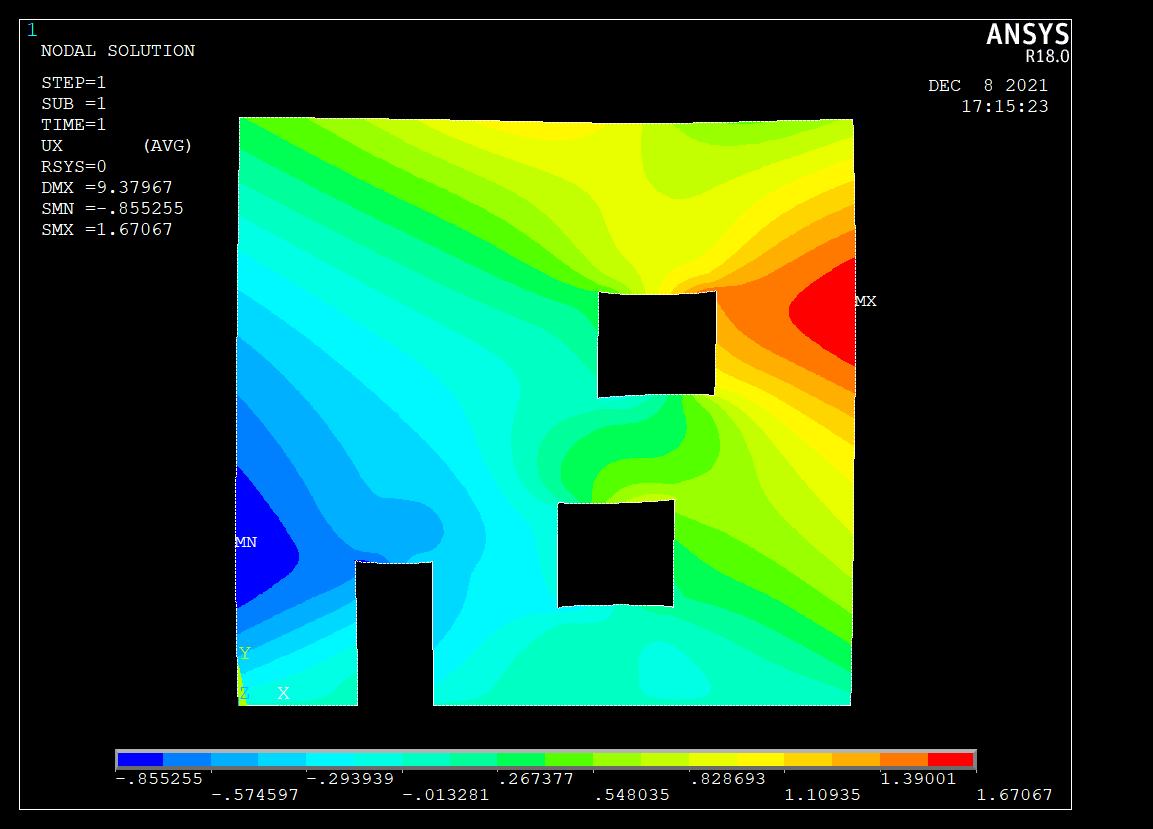 1
ANSYS
R18.0
NODAL SOLUTION
STEP=1
SUB =1
TIME=1
UX (AVG)
RSYS=0
DMX =9.37967
SMN =-.855255
SMX =1.67067
DEC 8 2021
17:15:23
MX
MN
Y
Z X
-.855255 -.293939 .267377 .828693 1.39001
-.574597 -.013281 .548035 1.10935 1.67067